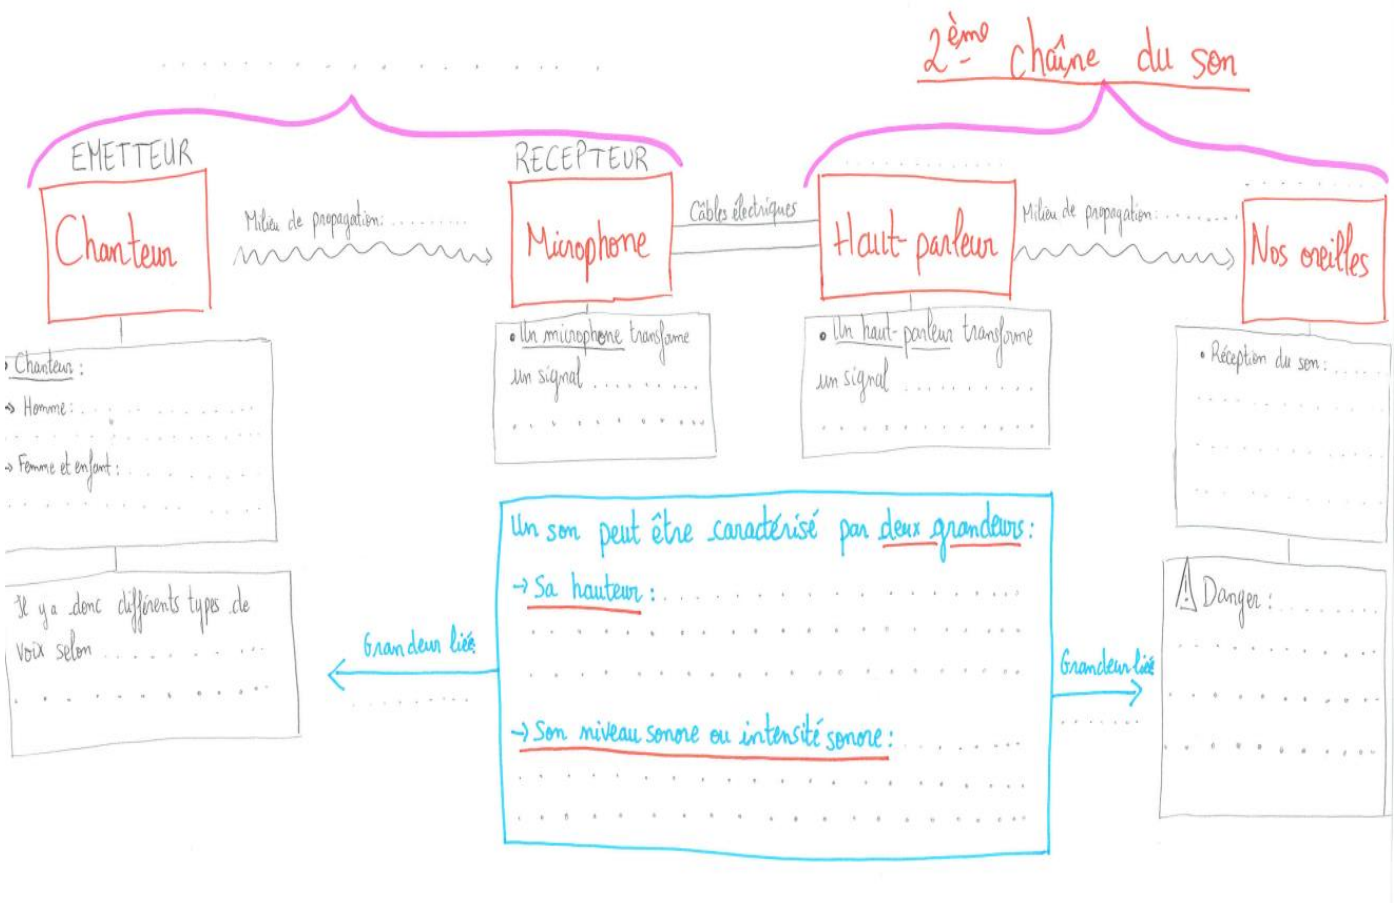 2ème chaîne du son
EMETTEUR
RECEPTEUR
Chanteur
Milieu de propagation: ........
Microphone
Câbles électriques
Haut-parleur
Milieu de propagation: ........
Nos oreilles
• Chanteur :
→ Homme : ........
→ Femme et enfant : ........
• Un microphone transforme
un signal ........
• Un haut-parleur transforme
un signal ........
• Réception du son : ........
Il y a donc différents types de
voix selon ........
Grandeur liée
Un son peut être caractérisé par deux grandeurs :
→ Sa hauteur : ........
→ Son niveau sonore ou intensité sonore : ........
Grandeur liée
⚠ Danger : ........